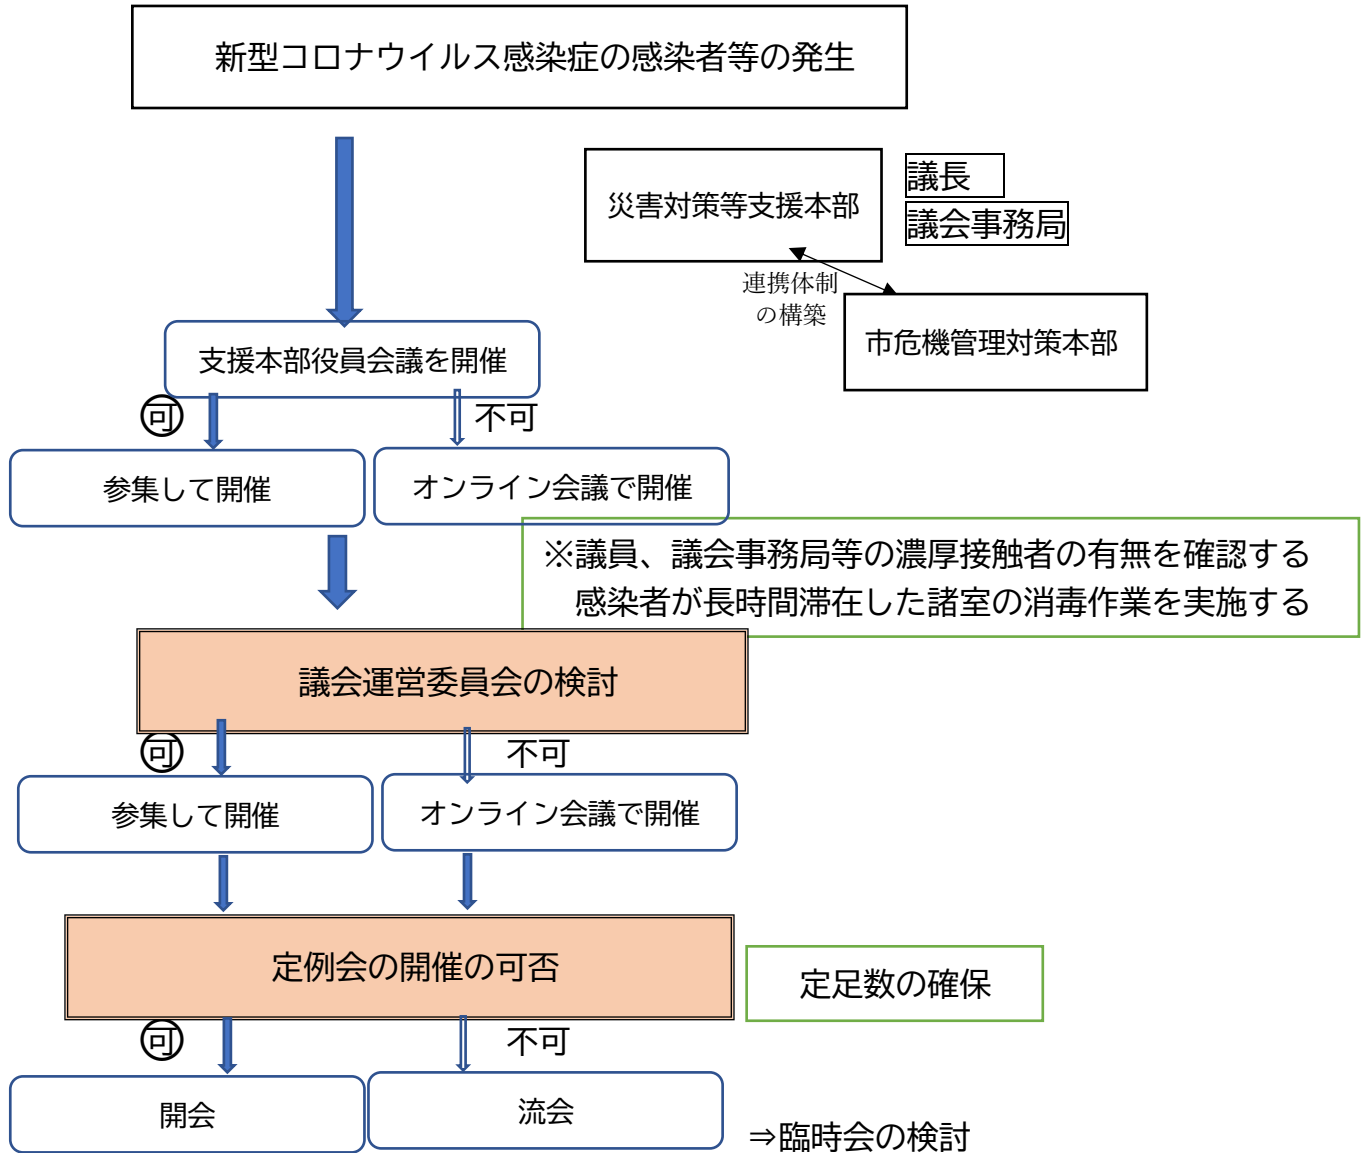 新型コロナウイルス感染症の感染者等の発生
災害対策等支援本部
議長
議会事務局
連携体制
の構築
市危機管理対策本部
支援本部役員会議を開催
可
不可
参集して開催
オンライン会議で開催
※議員、議会事務局等の濃厚接触者の有無を確認する
感染者が長時間滞在した諸室の消毒作業を実施する
議会運営委員会の検討
可
不可
参集して開催
オンライン会議で開催
定例会の開催の可否
定足数の確保
可
不可
開会
流会
⇒臨時会の検討